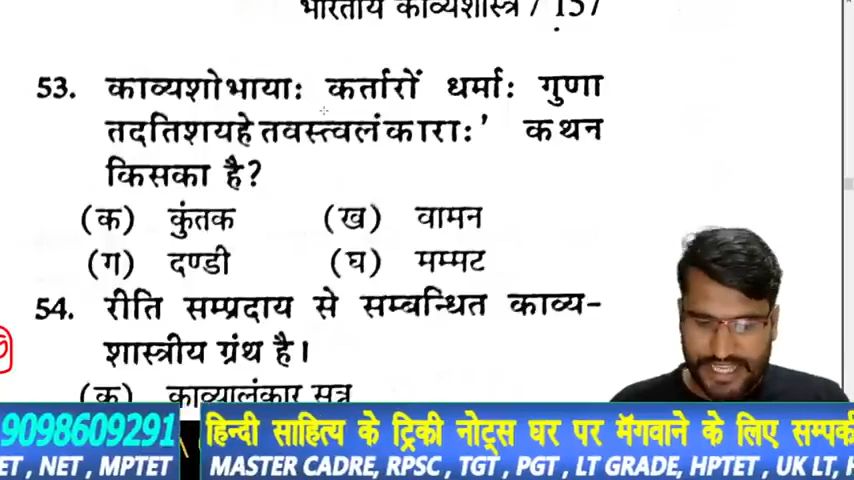 भारतीय काव्यशास्त्र / 157
53. काव्यशोभायाः कर्तारों धर्माः गुणा
तदतिशयहेतवस्त्वलंकाराः' कथन
किसका है?
(क) कुंतक (ख) वामन
(ग) दण्डी (घ) मम्मट
54. रीति सम्प्रदाय से सम्बन्धित काव्य-
शास्त्रीय ग्रंथ है।
(क) काव्यालंकार सूत्र
9098609291 हिन्दी साहित्य के ट्रिकी नोट्स घर पर मँगवाने के लिए सम्पर्क
ET , NET , MPTET MASTER CADRE, RPSC , TGT , PGT , LT GRADE, HPTET , UK LT,